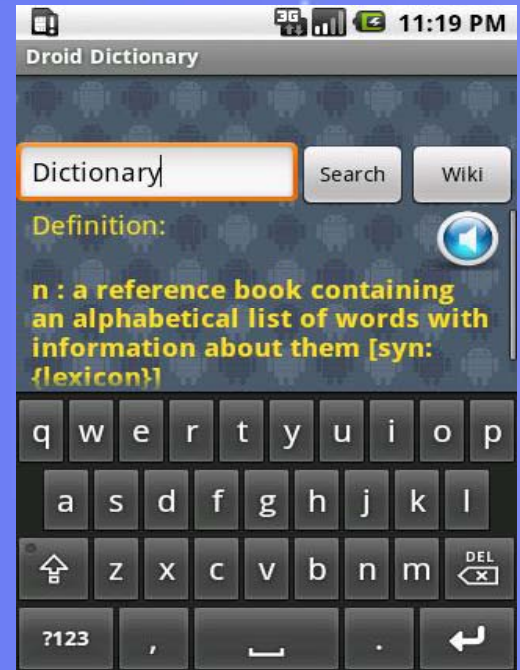 3G 11:19 PM
Droid Dictionary
Dictionary Search Wiki
Definition:
n : a reference book containing
an alphabetical list of words with
information about them [syn:
{lexicon}]
q w e r t y u i o p
a s d f g h j k l
z x c v b n m DEL
?123 , .